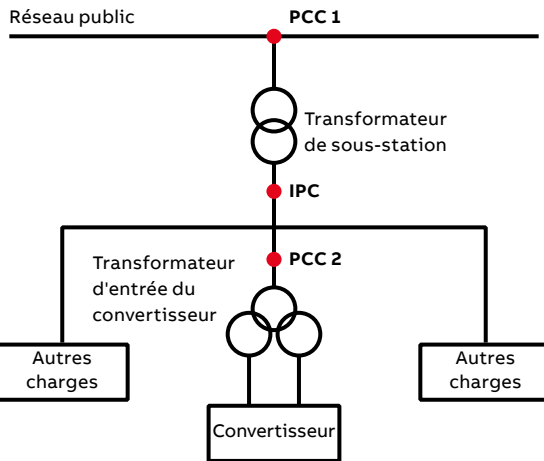 Réseau public
PCC 1
Transformateur
de sous-station
IPC
PCC 2
Transformateur
d'entrée du
convertisseur
Autres
charges
Autres
charges
Convertisseur